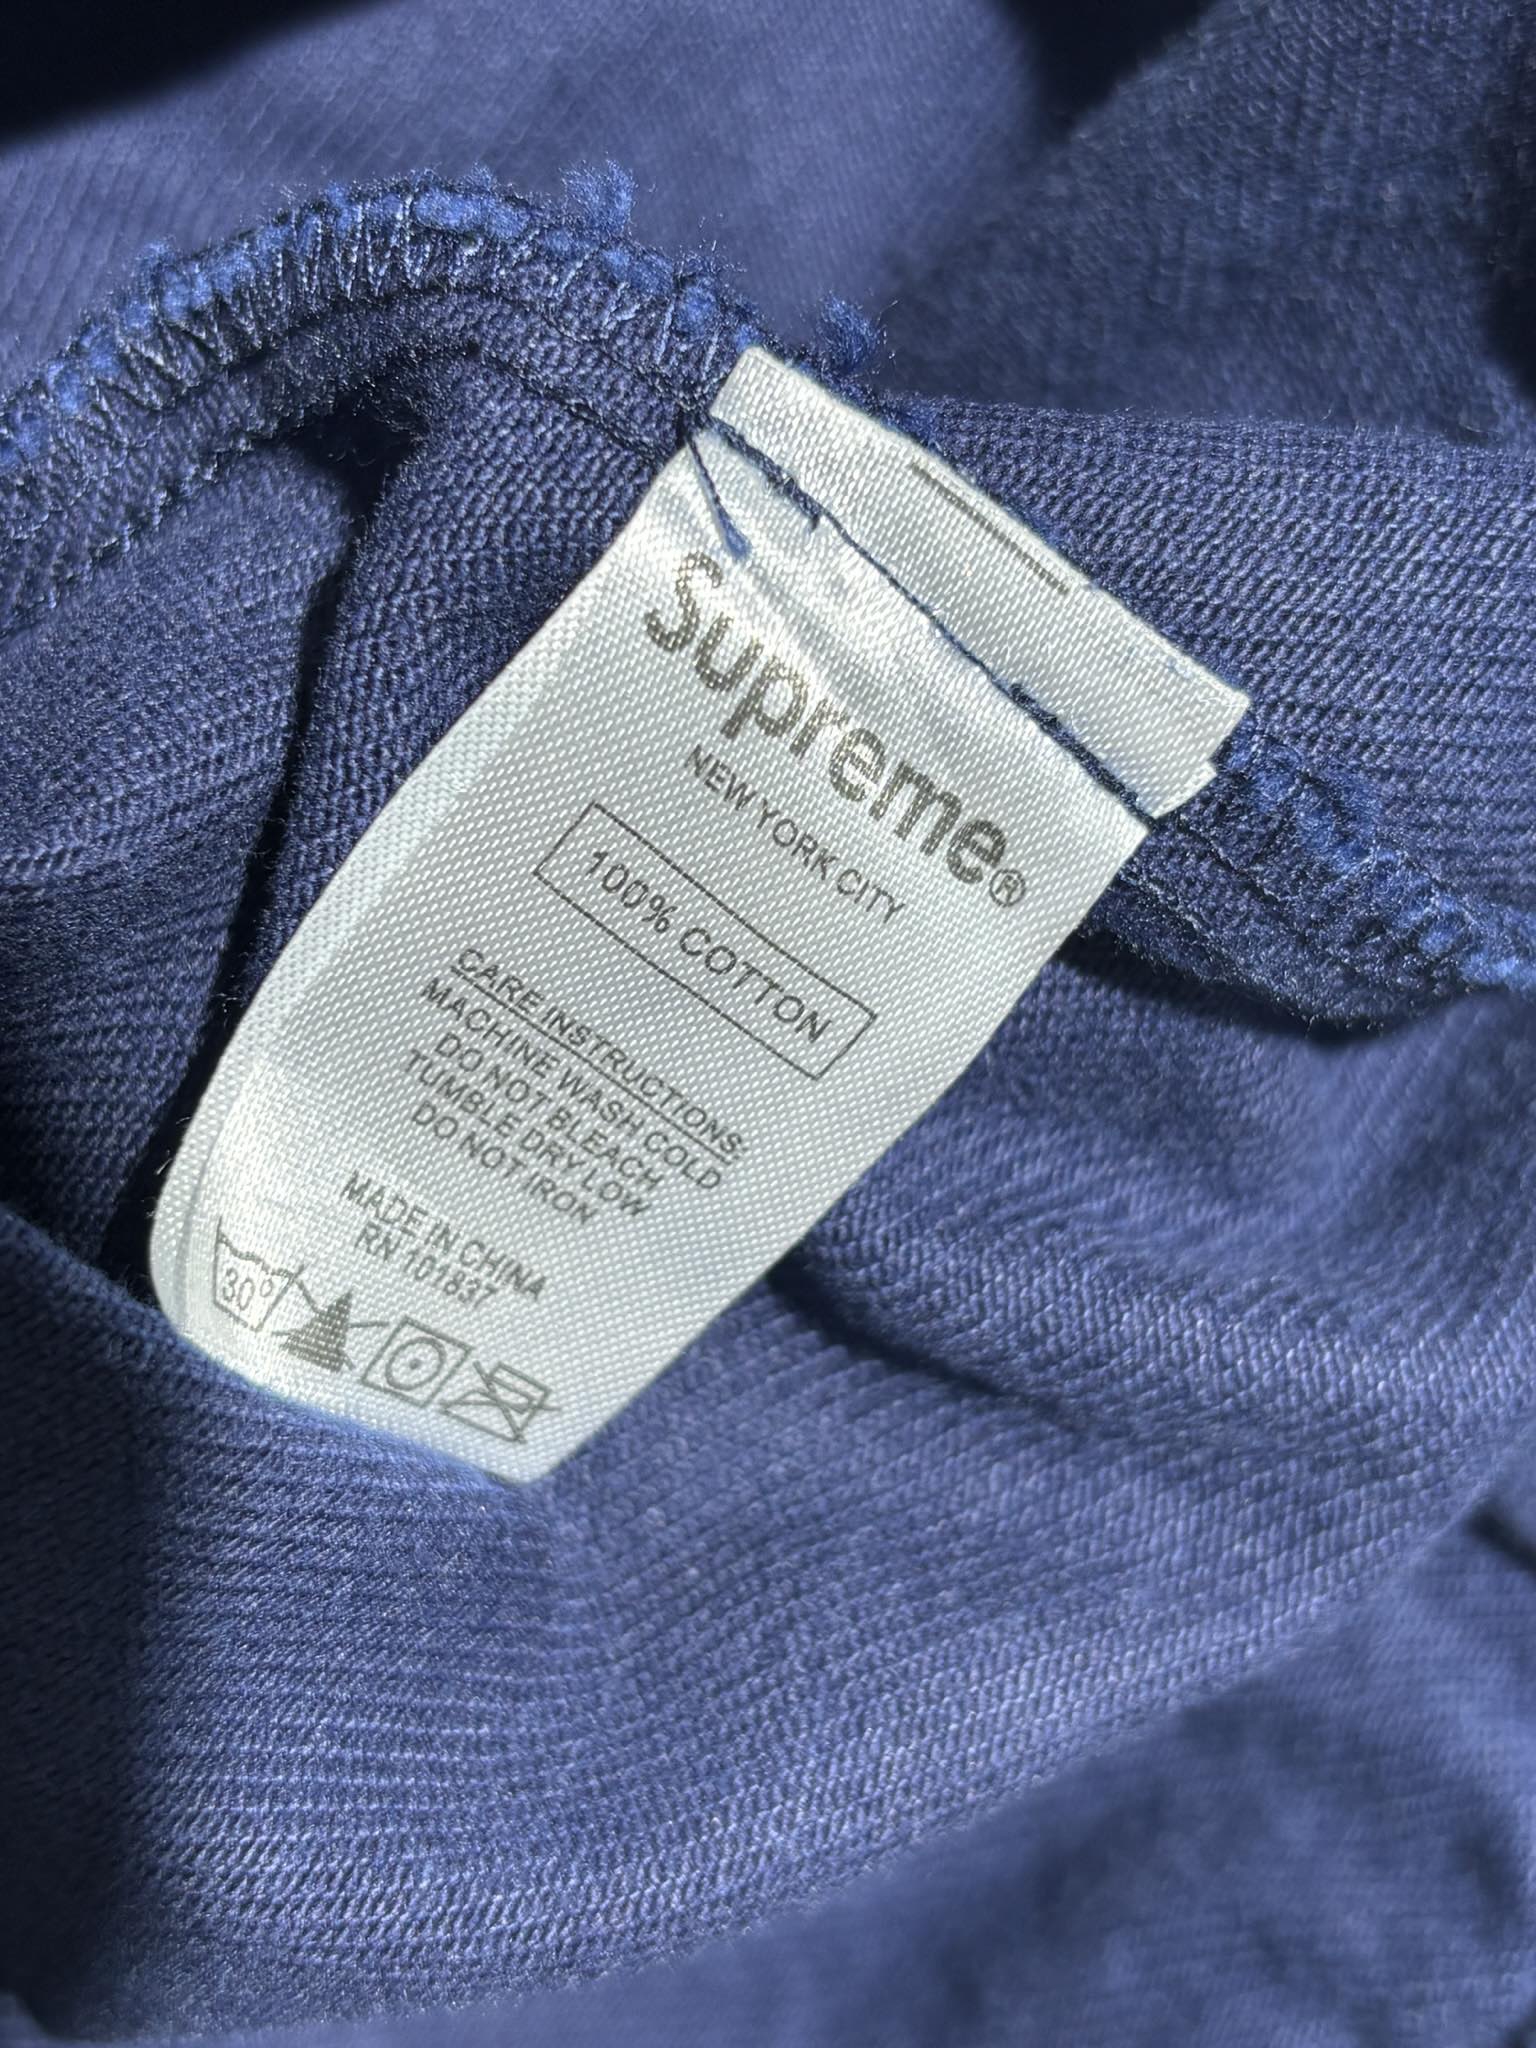 Supreme®
NEW YORK CITY
100% COTTON
CARE INSTRUCTIONS:
MACHINE WASH COLD
DO NOT BLEACH
TUMBLE DRY LOW
DO NOT IRON
MADE IN CHINA
RN 101837
30°